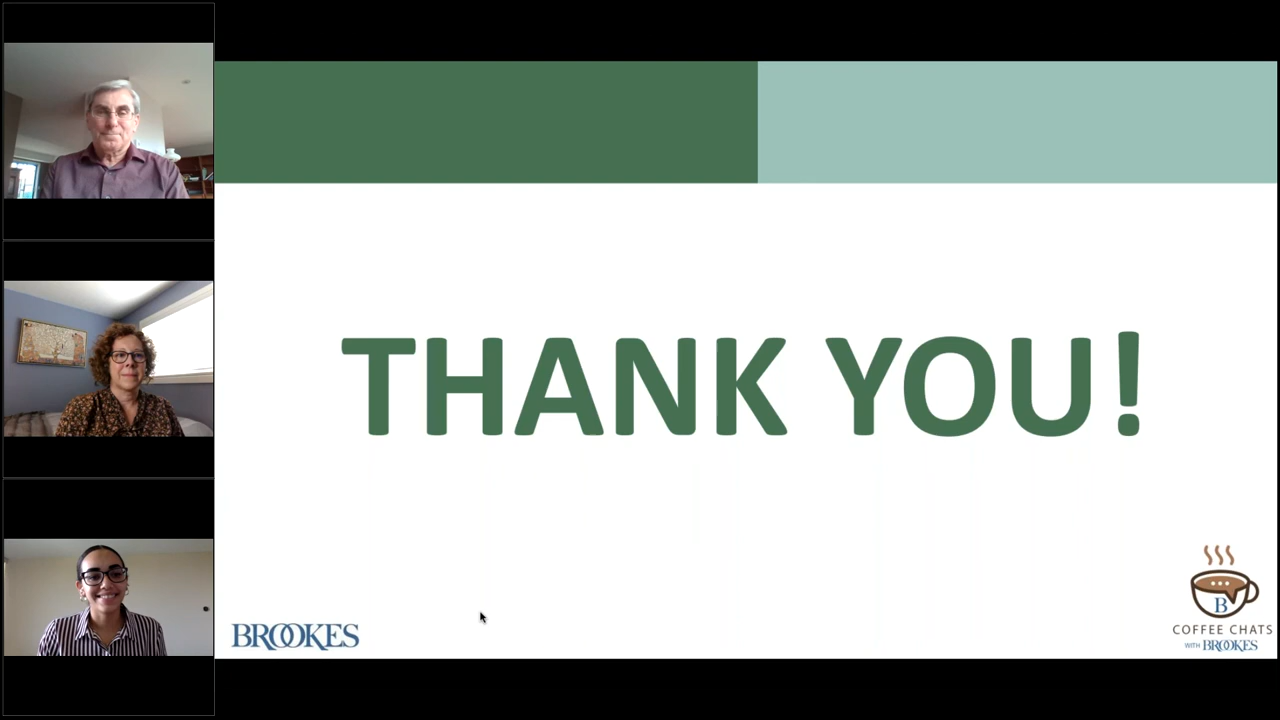 THANK YOU!
BROOKES
B
COFFEE CHATS
WITH BROOKES